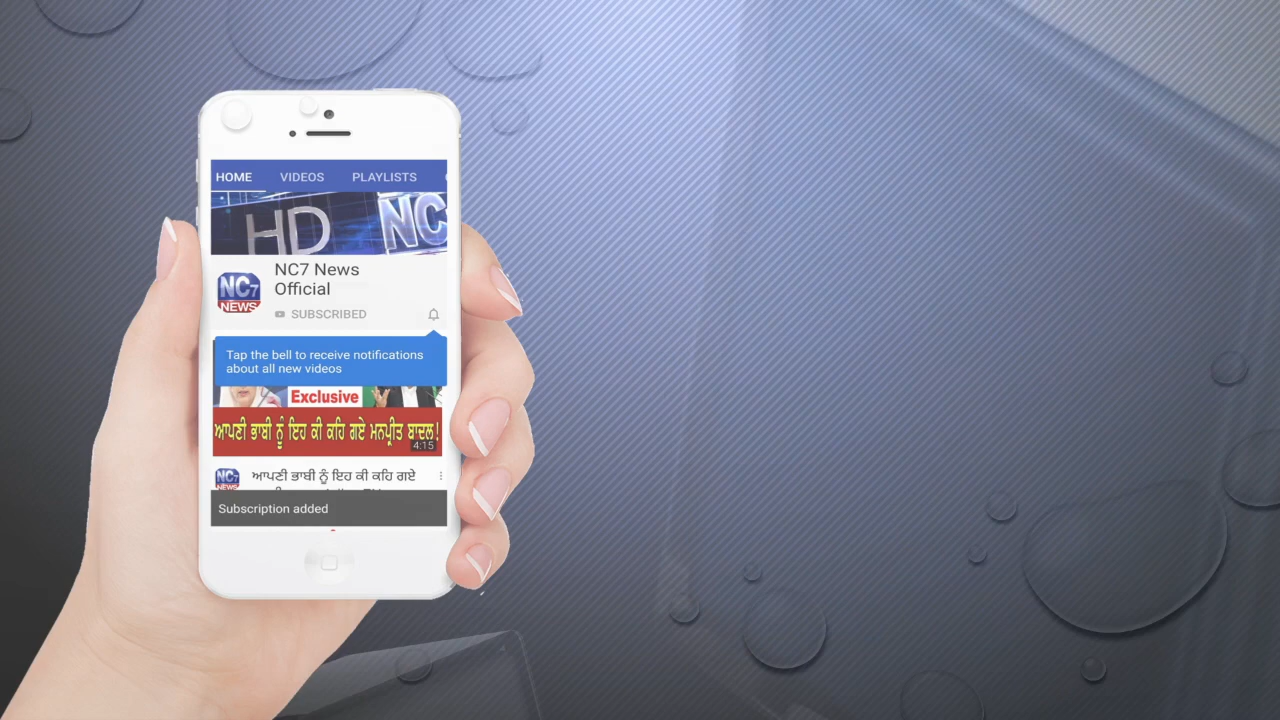 HOME VIDEOS PLAYLISTS
HD NC
NC7 News
Official
NC7
NEWS
SUBSCRIBED
Tap the bell to receive notifications
about all new videos
Exclusive
ਆਪਣੀ ਭਾਬੀ ਨੂੰ ਇਹ ਕੀ ਕਹਿ ਗਏ ਮਨਪ੍ਰੀਤ ਬਾਦਲ!
4:15
NC7
NEWS
ਆਪਣੀ ਭਾਬੀ ਨੂੰ ਇਹ ਕੀ ਕਹਿ ਗਏ
Subscription added